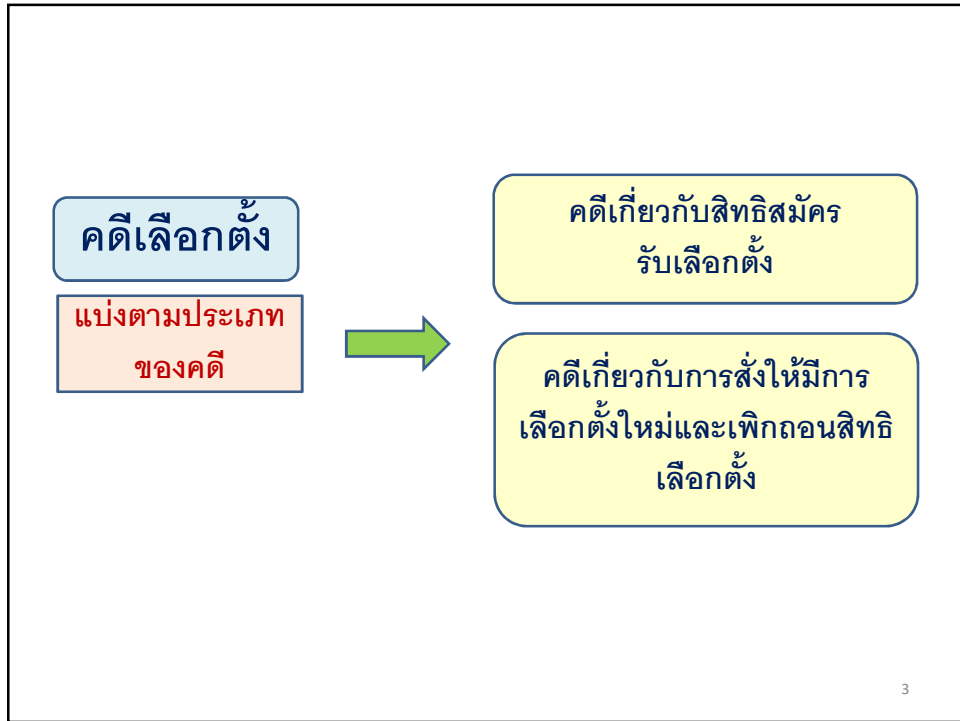 คดีเลือกตั้ง
แบ่งตามประเภท
ของคดี
คดีเกี่ยวกับสิทธิสมัคร
รับเลือกตั้ง
คดีเกี่ยวกับการสั่งให้มีการ
เลือกตั้งใหม่และเพิกถอนสิทธิ
เลือกตั้ง
3